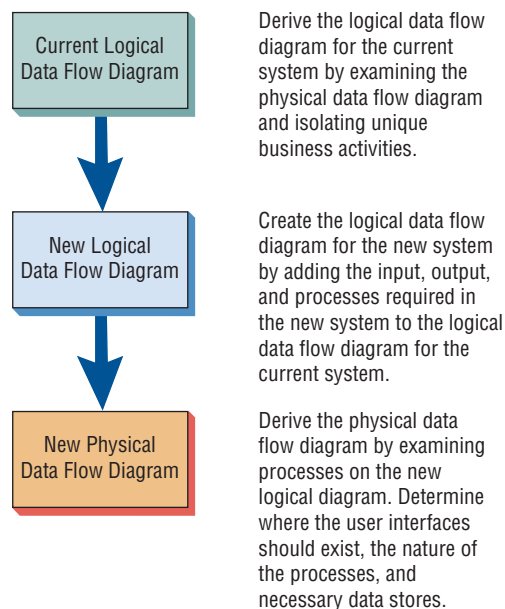 Current Logical
Data Flow Diagram
Derive the logical data flow
diagram for the current
system by examining the
physical data flow diagram
and isolating unique
business activities.
New Logical
Data Flow Diagram
Create the logical data flow
diagram for the new system
by adding the input, output,
and processes required in
the new system to the logical
data flow diagram for the
current system.
New Physical
Data Flow Diagram
Derive the physical data
flow diagram by examining
processes on the new
logical diagram. Determine
where the user interfaces
should exist, the nature of
the processes, and
necessary data stores.